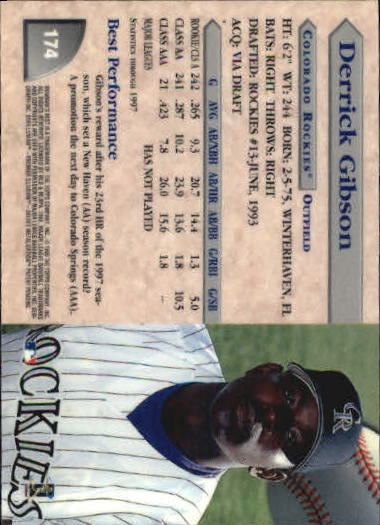 Derrick Gibson
COLORADO ROCKIES® OUTFIELD
HT: 6'2" WT: 244 BORN: 2-5-75, WINTERHAVEN, FL
BATS: RIGHT THROWS: RIGHT
DRAFTED: ROCKIES #13-JUNE, 1993
ACQ: VIA DRAFT
G AVG AB/XBH AB/HR AB/BB G/RBI G/SB
ROOKIE/CLS A 242 .265 9.3 20.7 14.4 1.3 5.0
CLASS AA 241 .287 10.2 23.9 13.6 1.8 10.5
CLASS AAA 21 .423 7.8 26.0 15.6 1.8 ...
MAJOR LEAGUES HAS NOT PLAYED
STATISTICS THROUGH 1997
Best Performance
Gibson's reward after his 23rd HR of the 1997 sea-
son, which set a New Haven (AA) season record?
A promotion the next day to Colorado Springs (AAA).
174
CR
ROCKIES